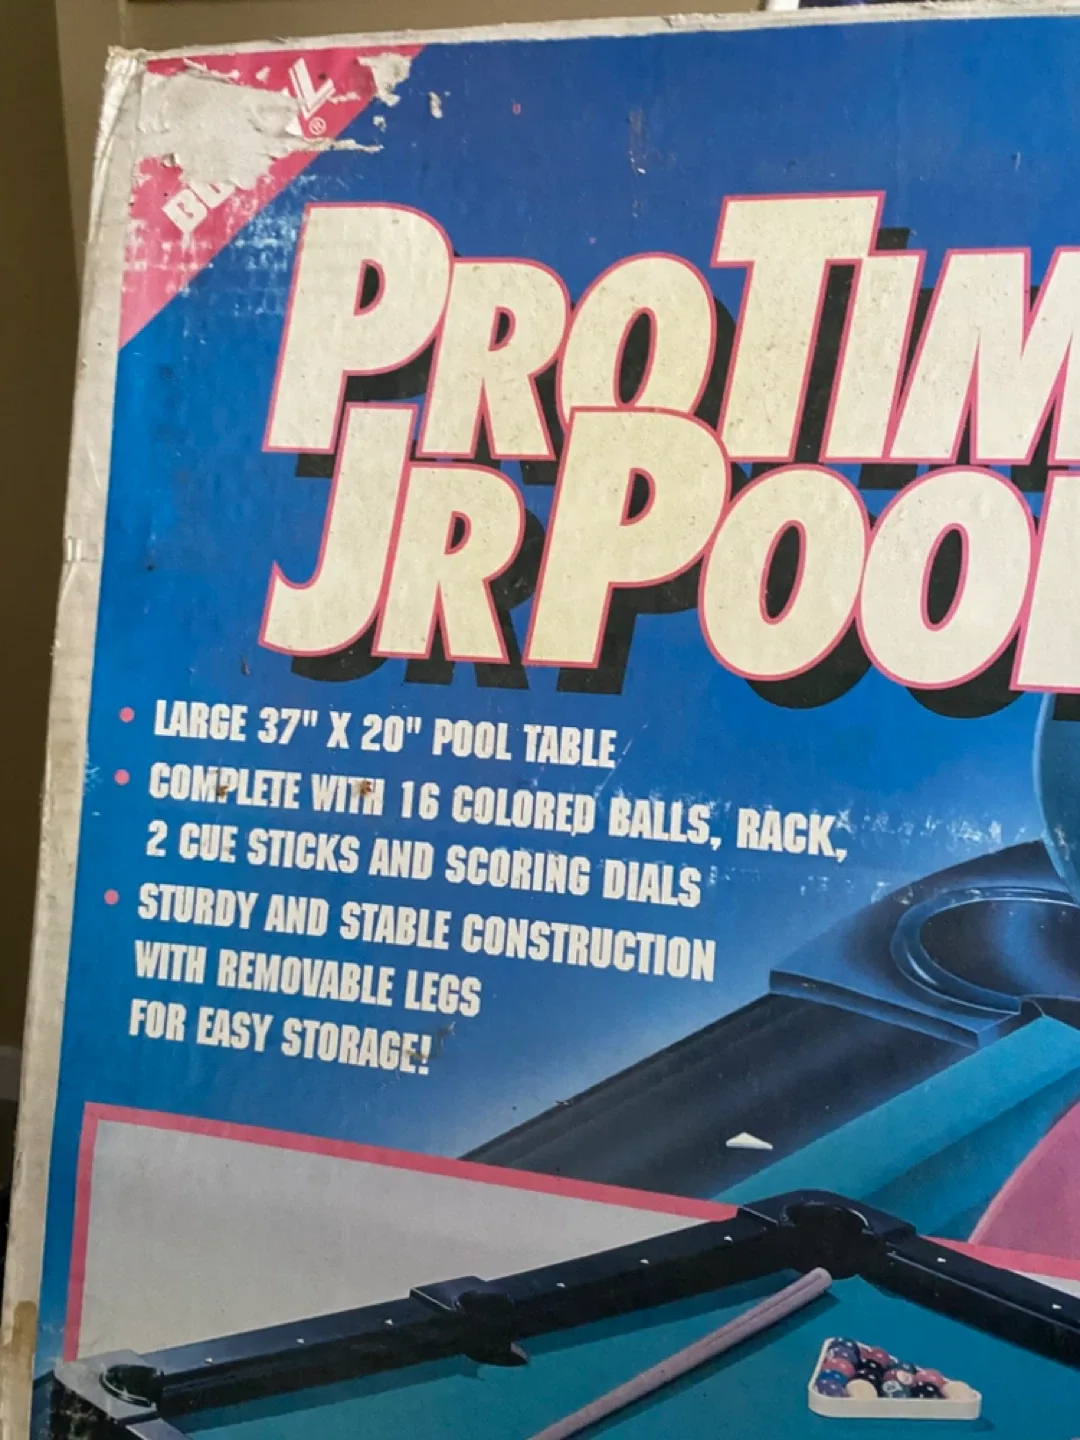 PROTIM
JR POOL
• LARGE 37" X 20" POOL TABLE
• COMPLETE WITH 16 COLORED BALLS, RACK,
2 CUE STICKS AND SCORING DIALS
• STURDY AND STABLE CONSTRUCTION
WITH REMOVABLE LEGS
FOR EASY STORAGE!